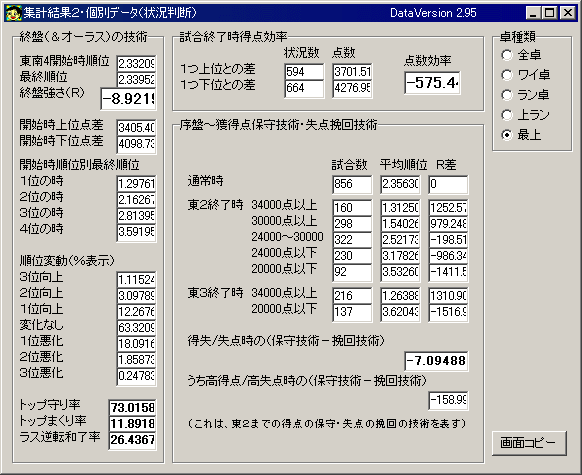 集計結果2・個別データ(状況判断) DataVersion 2.95
終盤(&オーラス)の技術
東南4開始時順位 2.33209
最終順位 2.33952
終盤強さ(R) -8.9219
開始時上位点差 3405.40
開始時下位点差 4098.73
開始時順位別最終順位
1位の時 1.29761
2位の時 2.16267
3位の時 2.81395
4位の時 3.59195
順位変動(%表示)
3位向上 1.11524
2位向上 3.09789
1位向上 12.2676
変化なし 63.3209
1位悪化 18.0916
2位悪化 1.85873
3位悪化 0.24783
トップ守り率 73.0158
トップまくり率 11.8918
ラス逆転和了率 26.4367
試合終了時得点効率
状況数 点数
1つ上位との差 594 3701.51
1つ下位との差 664 4276.95
点数効率
-575.44
序盤~獲得点保守技術・失点挽回技術
試合数 平均順位 R差
通常時 856 2.35630 0
東2終了時 34000点以上 160 1.31250 1252.57
30000点以上 298 1.54026 979.248
24000~30000 322 2.52173 -198.51
24000点以下 230 3.17826 -986.34
20000点以下 92 3.53260 -1411.5
東3終了時 34000点以上 216 1.26388 1310.90
20000点以下 137 3.62043 -1516.9
得失/失点時の(保守技術-挽回技術)
-7.09488
うち高得点/高失点時の(保守技術-挽回技術)
-158.99
(これは、東2までの得点の保守・失点の挽回の技術を表す)
卓種類
全卓
ワイ卓
ラン卓
上ラン
最上
画面コピー